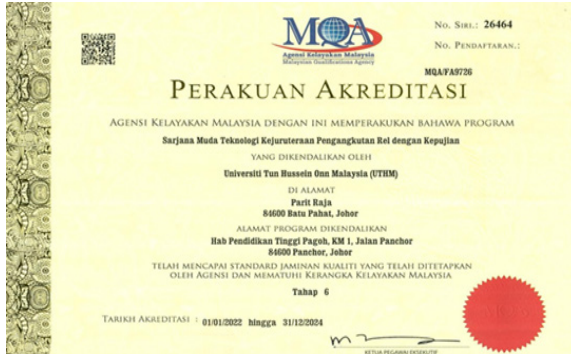 MQA
Agensi Kelayakan Malaysia
Malaysian Qualifications Agency
No. Siri.: 26464
No. Pendaftaran.:
MQA/FA9726
PERAKUAN AKREDITASI
AGENSI KELAYAKAN MALAYSIA DENGAN INI MEMPERAKUKAN BAHAWA PROGRAM
Sarjana Muda Teknologi Kejuruteraan Pengangkutan Rel dengan Kepujian
YANG DIKENDALIKAN OLEH
Universiti Tun Hussein Onn Malaysia (UTHM)
DI ALAMAT
Parit Raja
84600 Batu Pahat, Johor
ALAMAT PROGRAM DIKENDALIKAN
Hab Pendidikan Tinggi Pagoh, KM 1, Jalan Panchor
84600 Panchor, Johor
TELAH MENCAPAI STANDARD JAMINAN KUALITI YANG TELAH DITETAPKAN
OLEH AGENSI DAN MEMATUHI KERANGKA KELAYAKAN MALAYSIA
Tahap 6
TARIKH AKREDITASI : 01/01/2022 hingga 31/12/2024
KETUA PEGAWAI EKSEKUTIF